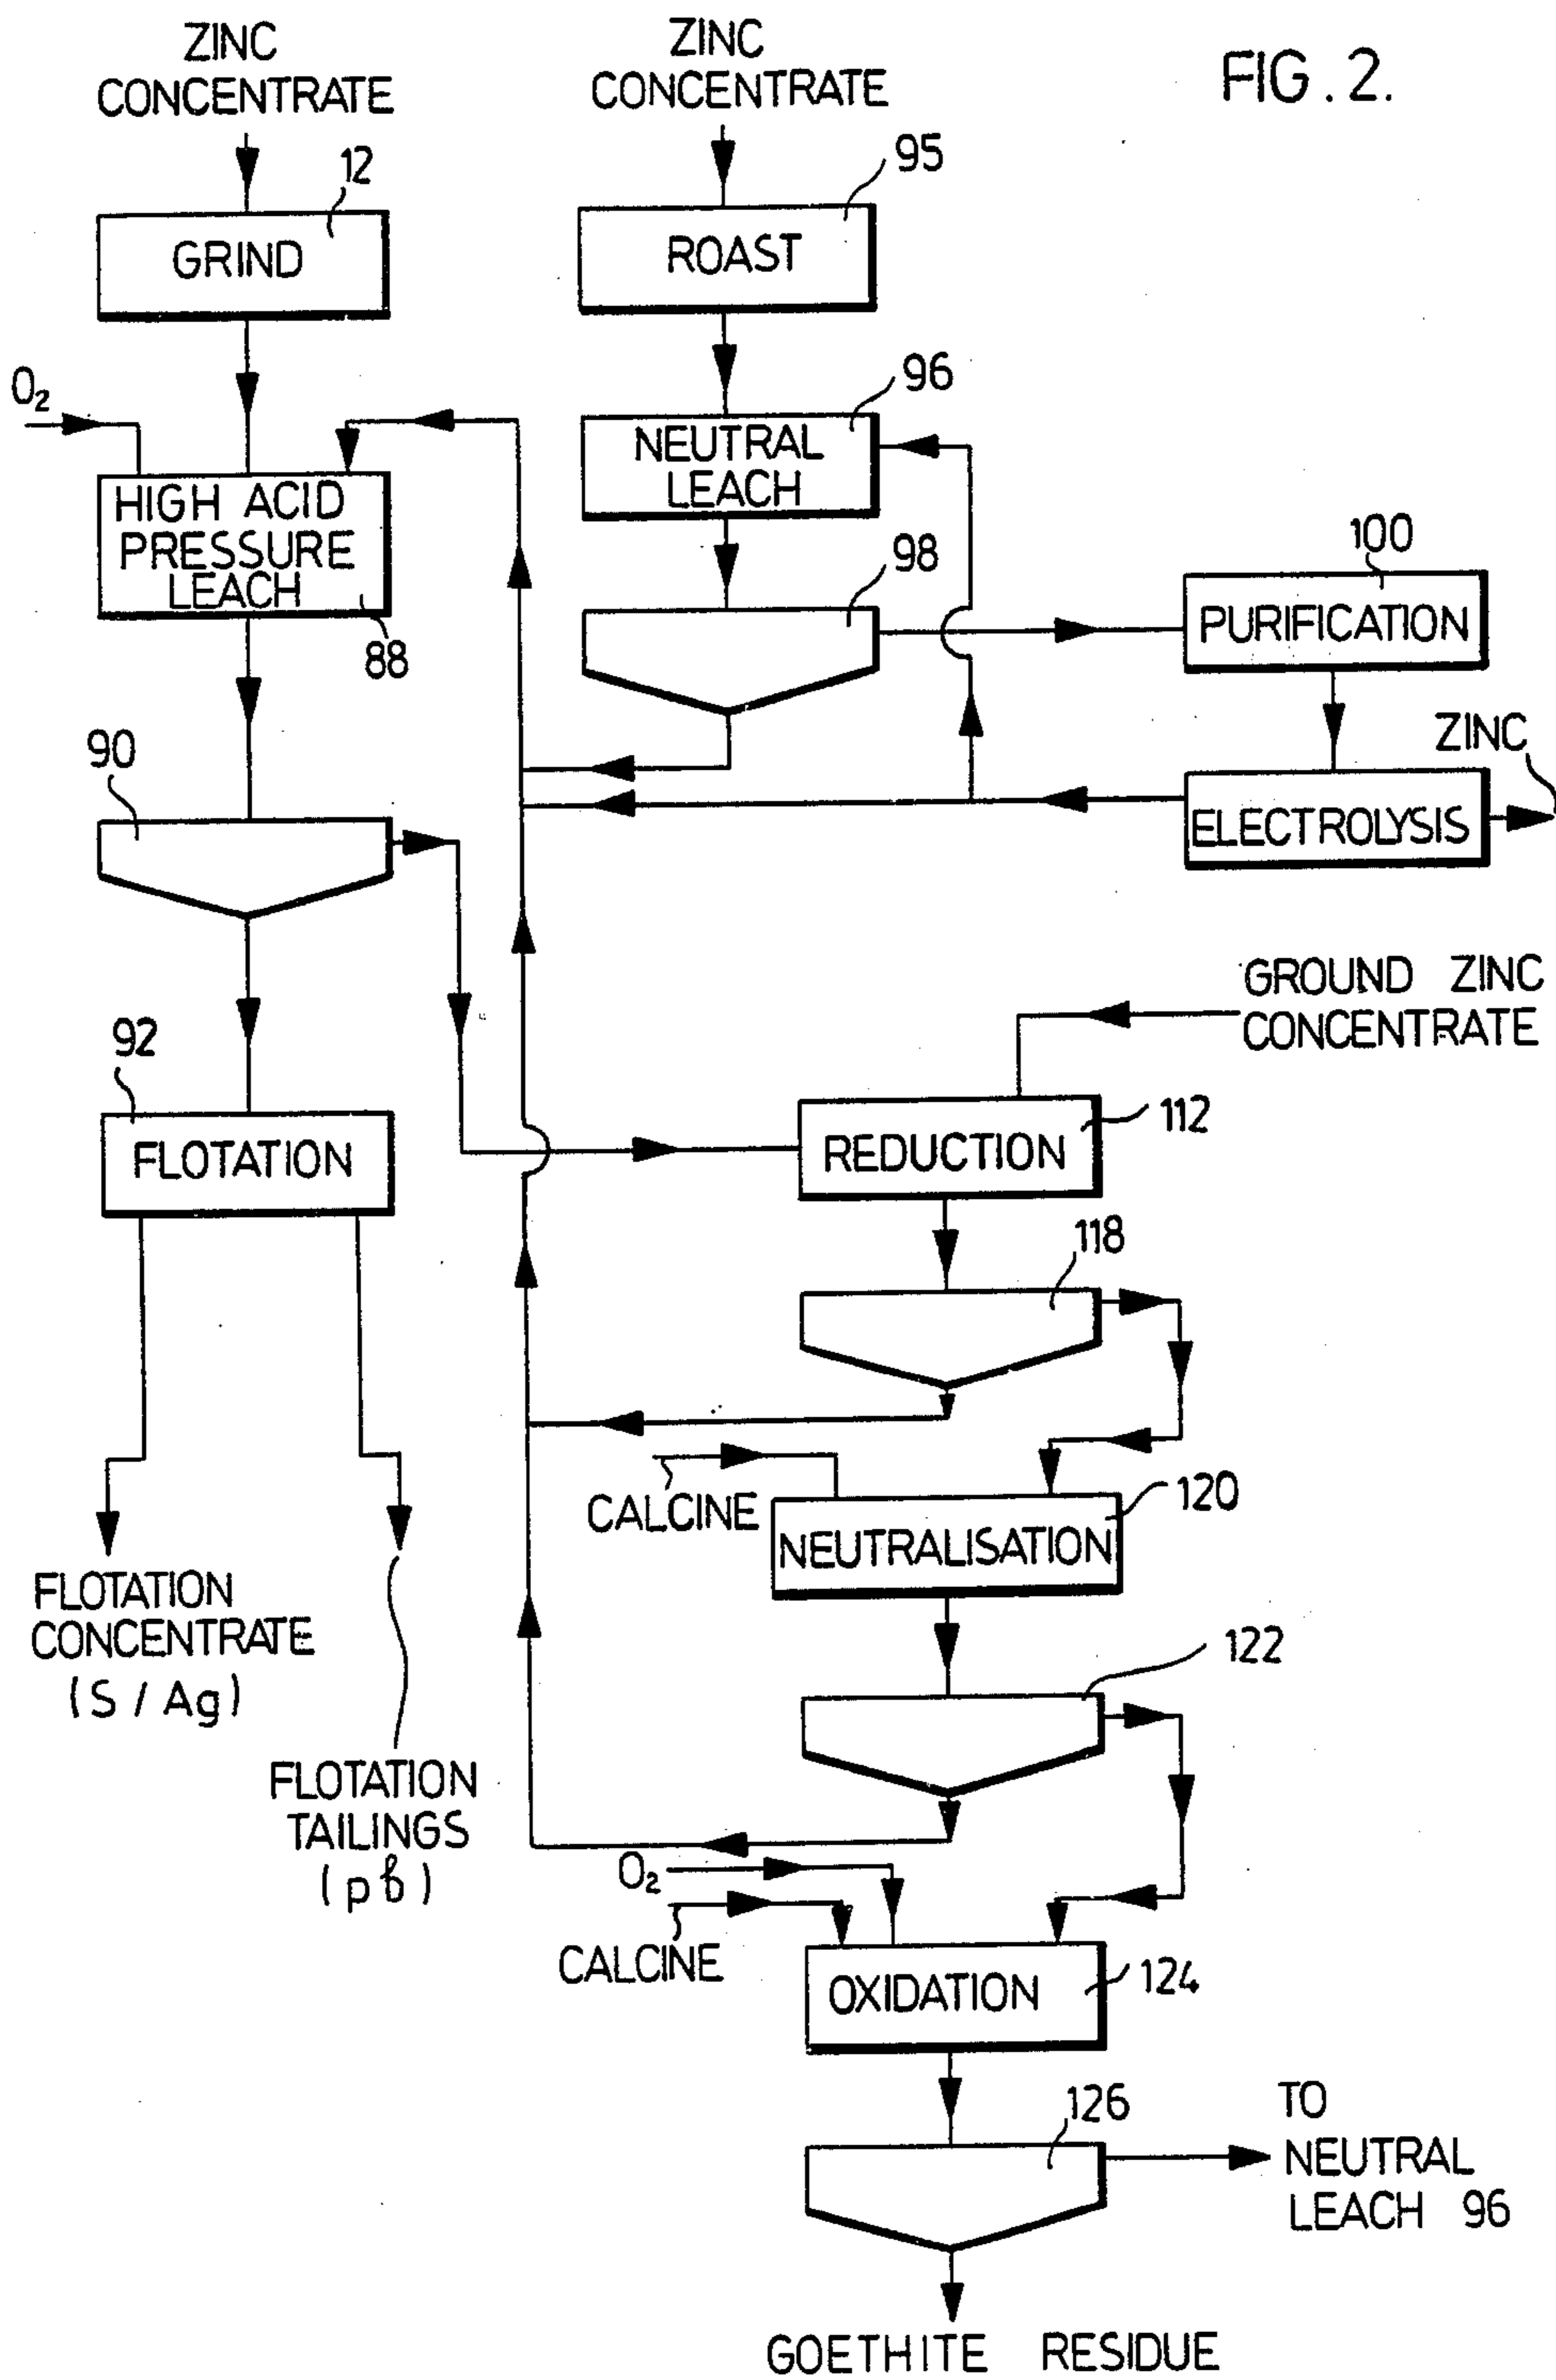 ZINC
CONCENTRATE
ZINC
CONCENTRATE
FIG. 2.
12
GRIND
95
ROAST
O₂
96
NEUTRAL
LEACH
HIGH ACID
PRESSURE
LEACH
88
98
100
PURIFICATION
90
ZINC
ELECTROLYSIS
GROUND ZINC
CONCENTRATE
92
FLOTATION
REDUCTION
112
118
CALCINE
120
NEUTRALISATION
FLOTATION
CONCENTRATE
(S / Ag)
122
FLOTATION
TAILINGS
(pb)
O₂
CALCINE
OXIDATION
124
126
TO
NEUTRAL
LEACH 96
GOETHITE RESIDUE